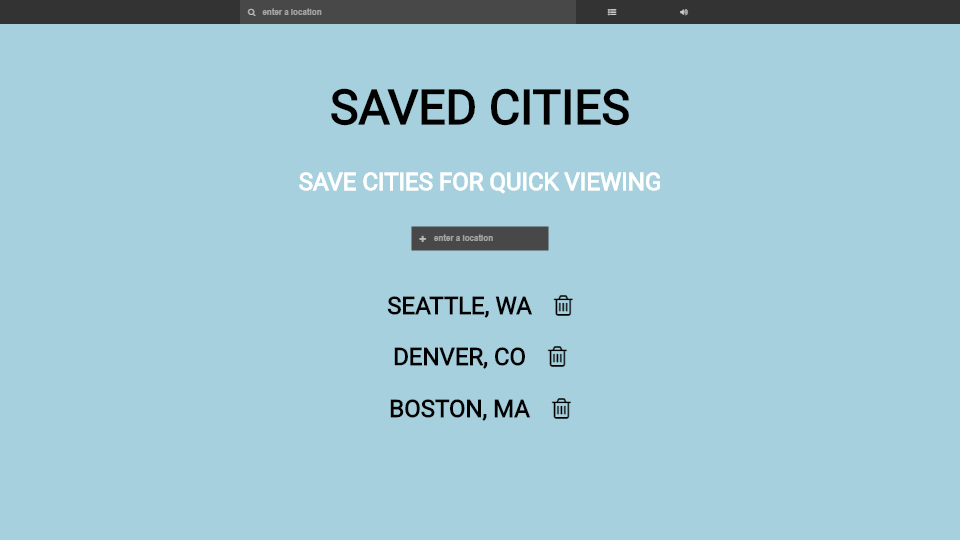 enter a location
SAVED CITIES
SAVE CITIES FOR QUICK VIEWING
enter a location
SEATTLE, WA
DENVER, CO
BOSTON, MA